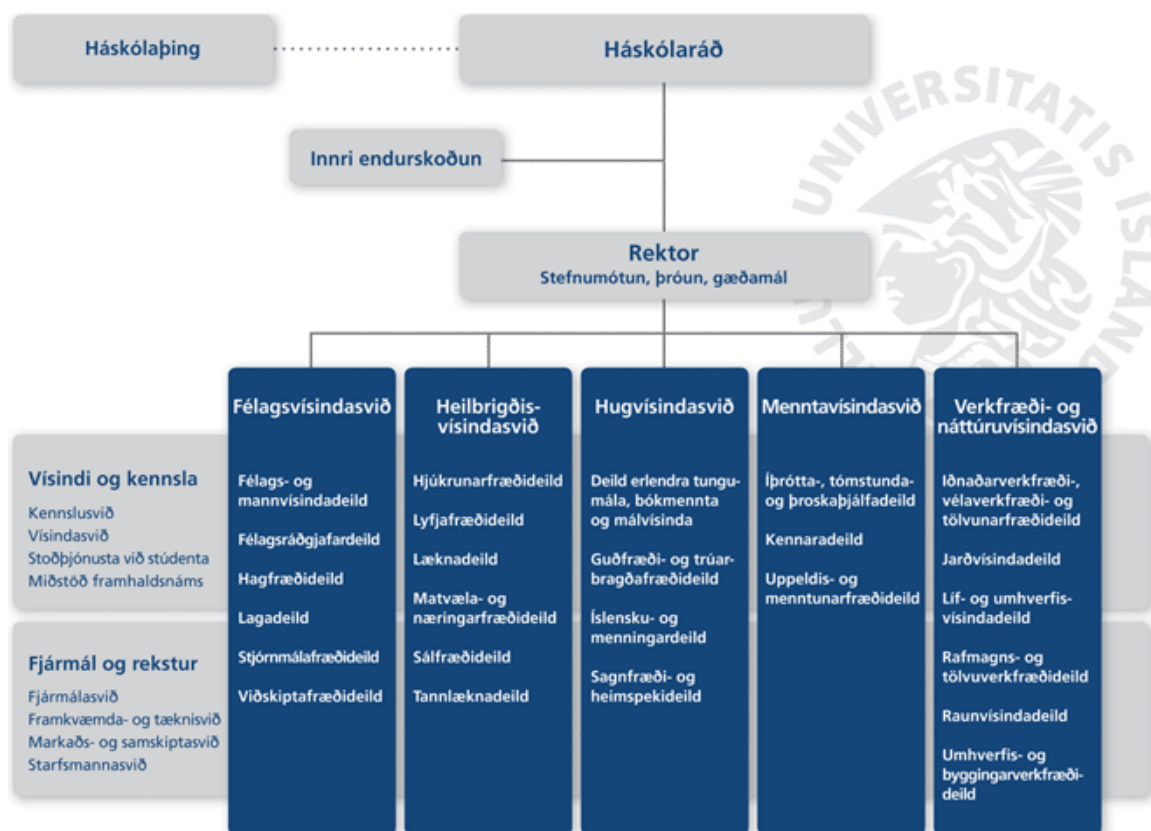 Háskólaþing
Háskólaráð
Innri endurskoðun
Rektor
Stefnumótun, þróun, gæðamál
UNIVERSITATIS ISLAND
Vísindi og kennsla
Kennslusvið
Vísindasvið
Stoðþjónusta við stúdenta
Miðstöð framhaldsnáms
Fjármál og rekstur
Fjármálasvið
Framkvæmda- og tæknisvið
Markaðs- og samskiptasvið
Starfsmannasvið
Félagsvísindasvið
Félags- og
mannvísindadeild
Félagsráðgjafardeild
Hagfræðideild
Lagadeild
Stjórnmálafræðideild
Viðskiptafræðideild
Heilbrigðis-
vísindasvið
Hjúkrunarfræðideild
Lyfjafræðideild
Læknadeild
Matvæla- og
næringarfræðideild
Sálfræðideild
Tannlæknadeild
Hugvísindasvið
Deild erlendra tungu-
mála, bókmennta
og málvísinda
Guðfræði- og trúar-
bragðafræðideild
Íslensku- og
menningardeild
Sagnfræði- og
heimspekideild
Menntavísindasvið
Íþrótta-, tómstunda-
og þroskaþjálfadeild
Kennaradeild
Uppeldis- og
menntunarfræðideild
Verkfræði- og
náttúruvísindasvið
Iðnaðarverkfræði-,
vélaverkfræði- og
tölvunarfræðideild
Jarðvísindadeild
Líf- og umhverfis-
vísindadeild
Rafmagns- og
tölvuverkfræðideild
Raunvísindadeild
Umhverfis- og
byggingarverkfræði-
deild